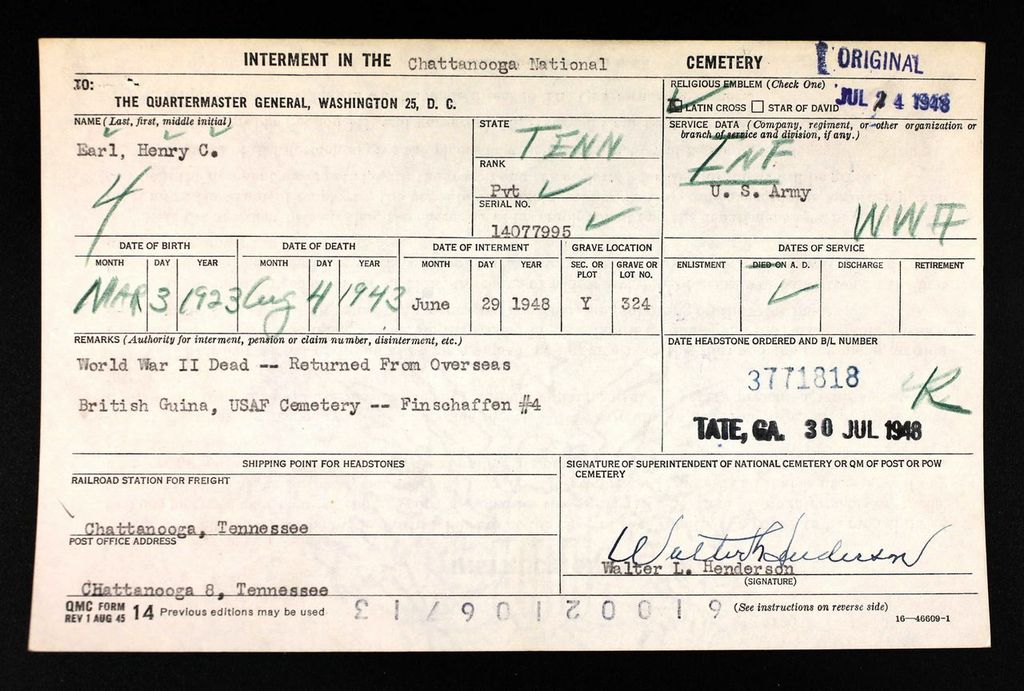 INTERMENT IN THE Chattanooga National CEMETERY
ORIGINAL
TO:
THE QUARTERMASTER GENERAL, WASHINGTON 25, D. C.
RELIGIOUS EMBLEM (Check One)
LATIN CROSS STAR OF DAVID
JUL 24 1948
NAME (Last, first, middle initial)
Earl, Henry C.
4
STATE
TENN
RANK
Pvt
SERIAL NO.
14077995
SERVICE DATA (Company, regiment, or other organization or
branch of service and division, if any.)
INF
U. S. Army
WW II
DATE OF BIRTH DATE OF DEATH DATE OF INTERMENT GRAVE LOCATION DATES OF SERVICE
MONTH DAY YEAR MONTH DAY YEAR MONTH DAY YEAR SEC. OR PLOT GRAVE OR LOT NO. ENLISTMENT DIED ON A. D. DISCHARGE RETIREMENT
MAR 3 1923 Aug 4 1943 June 29 1948 Y 324
REMARKS (Authority for interment, pension or claim number, disinterment, etc.)
World War II Dead -- Returned From Overseas
British Guina, USAF Cemetery -- Finschaffen #4
DATE HEADSTONE ORDERED AND B/L NUMBER
3771818
R
TATE, GA. 30 JUL 1948
SHIPPING POINT FOR HEADSTONES
RAILROAD STATION FOR FREIGHT
Chattanooga, Tennessee
POST OFFICE ADDRESS
CHattanooga 8, Tennessee
SIGNATURE OF SUPERINTENDENT OF NATIONAL CEMETERY OR QM OF POST OR POW
CEMETERY
Walter L. Henderson
Walter L. Henderson
(SIGNATURE)
QMC FORM
REV 1 AUG 45 14 Previous editions may be used
(See instructions on reverse side)
16—46609-1